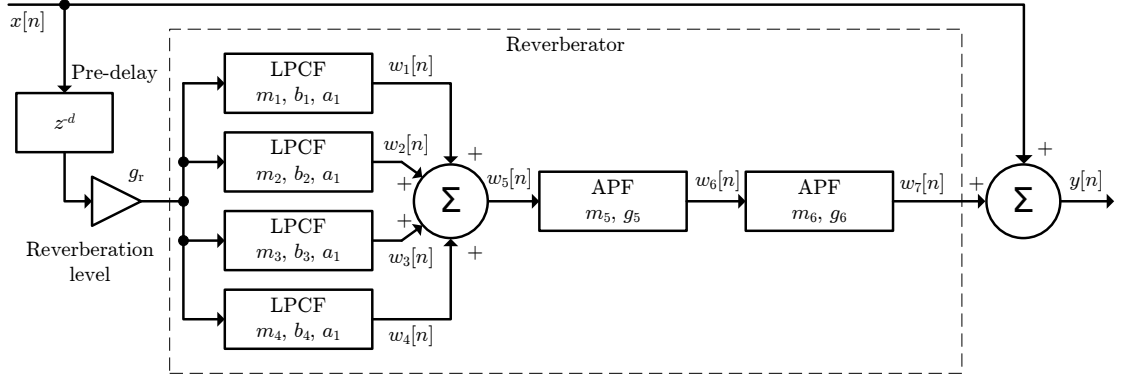 x[n]
Reverberator
Pre-delay
z^-d
g_r
Reverberation
level
LPCF
m_1, b_1, a_1
w_1[n]
LPCF
m_2, b_2, a_1
w_2[n]
LPCF
m_3, b_3, a_1
w_3[n]
LPCF
m_4, b_4, a_1
w_4[n]
+
+
+
+
Σ
w_5[n]
APF
m_5, g_5
w_6[n]
APF
m_6, g_6
w_7[n]
+
+
Σ
y[n]